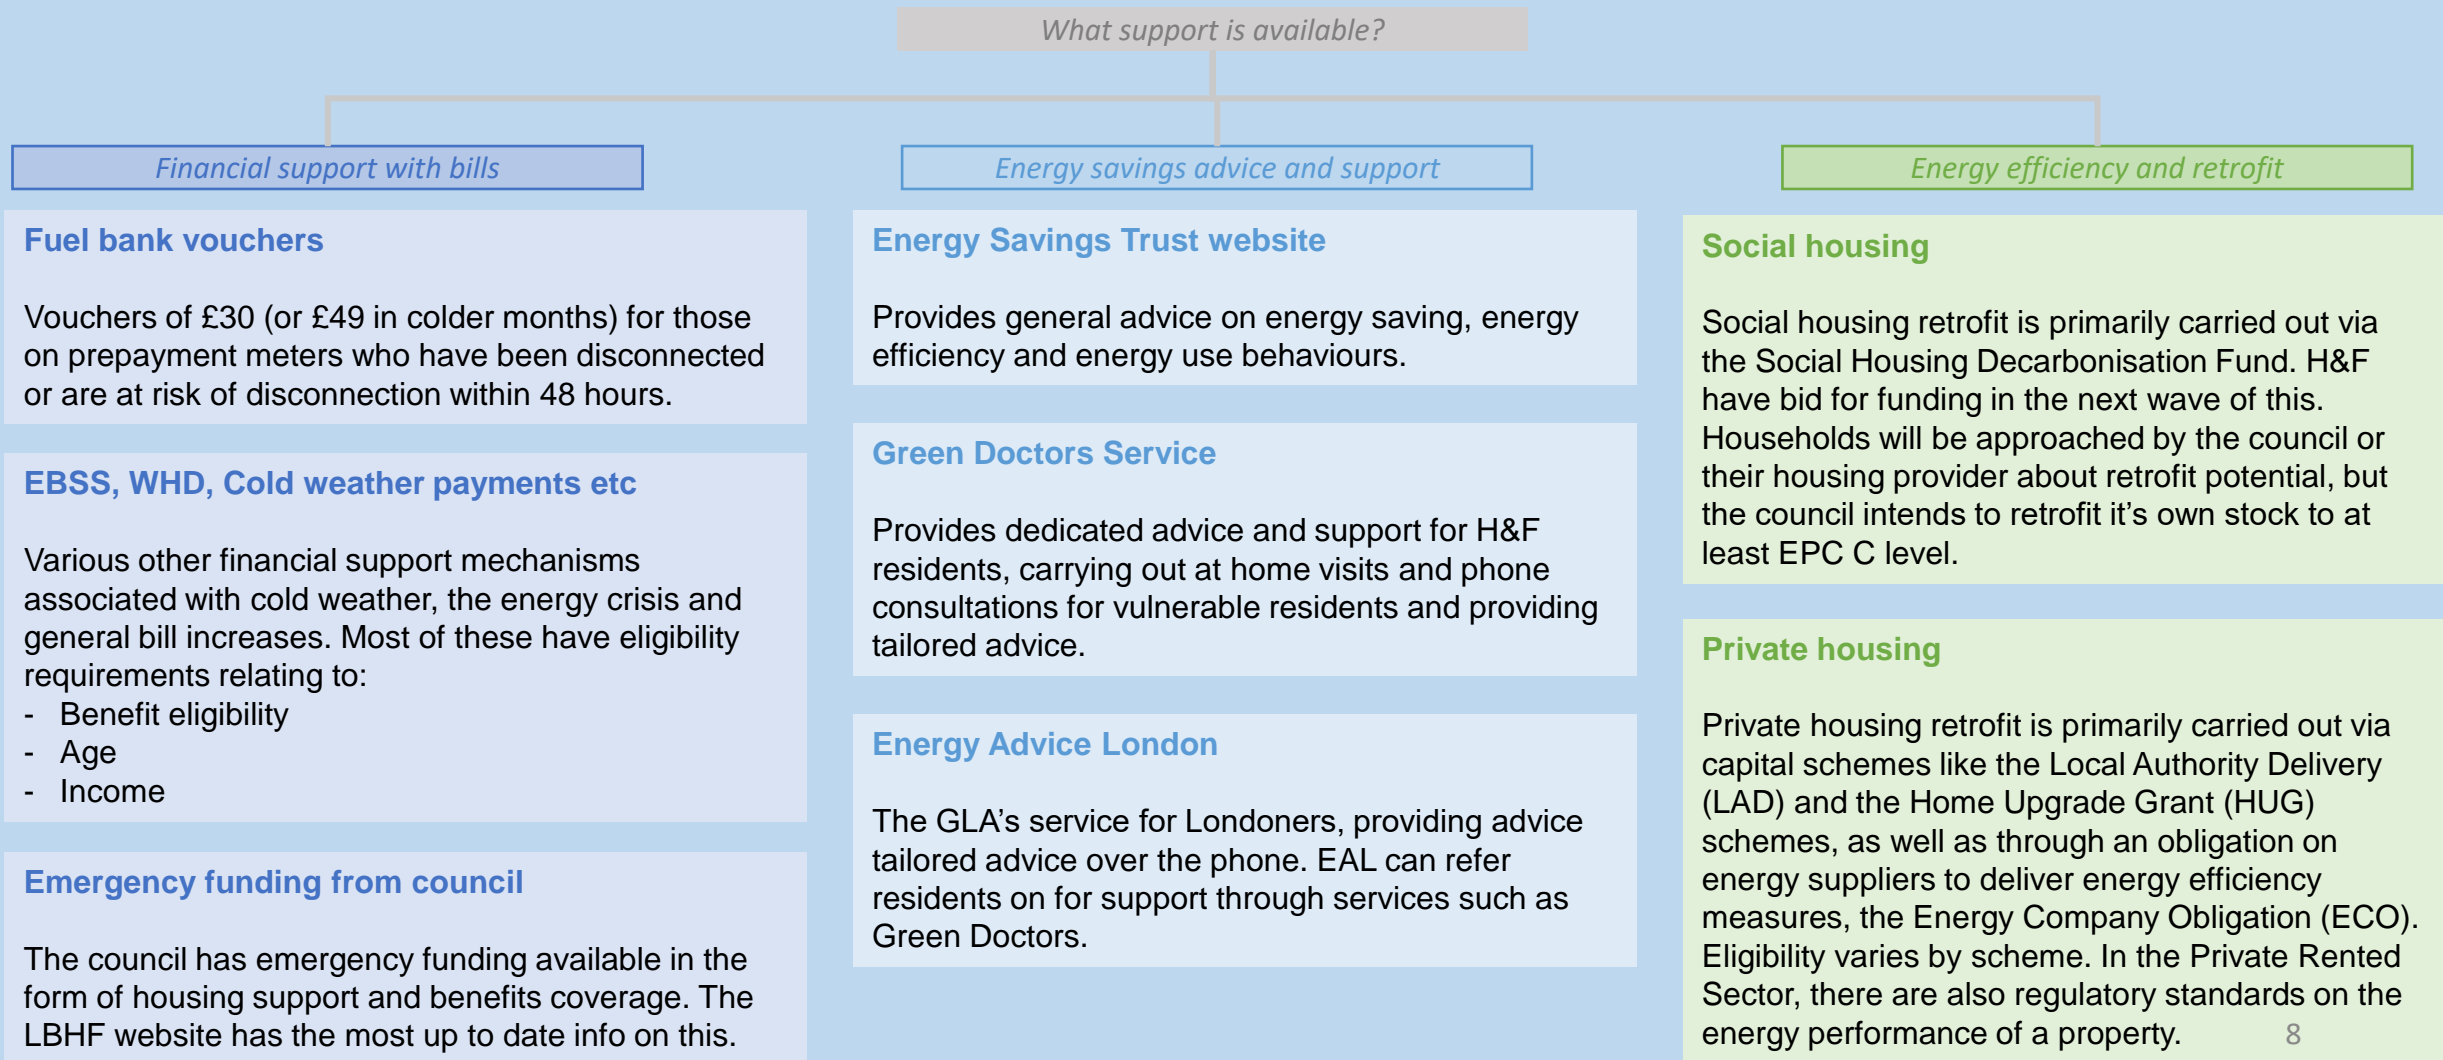 What support is available?
Financial support with bills
Fuel bank vouchers
Vouchers of £30 (or £49 in colder months) for those
on prepayment meters who have been disconnected
or are at risk of disconnection within 48 hours.
EBSS, WHD, Cold weather payments etc
Various other financial support mechanisms
associated with cold weather, the energy crisis and
general bill increases. Most of these have eligibility
requirements relating to:
- Benefit eligibility
- Age
- Income
Emergency funding from council
The council has emergency funding available in the
form of housing support and benefits coverage. The
LBHF website has the most up to date info on this.
Energy savings advice and support
Energy Savings Trust website
Provides general advice on energy saving, energy
efficiency and energy use behaviours.
Green Doctors Service
Provides dedicated advice and support for H&F
residents, carrying out at home visits and phone
consultations for vulnerable residents and providing
tailored advice.
Energy Advice London
The GLA’s service for Londoners, providing advice
tailored advice over the phone. EAL can refer
residents on for support through services such as
Green Doctors.
Energy efficiency and retrofit
Social housing
Social housing retrofit is primarily carried out via
the Social Housing Decarbonisation Fund. H&F
have bid for funding in the next wave of this.
Households will be approached by the council or
their housing provider about retrofit potential, but
the council intends to retrofit it’s own stock to at
least EPC C level.
Private housing
Private housing retrofit is primarily carried out via
capital schemes like the Local Authority Delivery
(LAD) and the Home Upgrade Grant (HUG)
schemes, as well as through an obligation on
energy suppliers to deliver energy efficiency
measures, the Energy Company Obligation (ECO).
Eligibility varies by scheme. In the Private Rented
Sector, there are also regulatory standards on the
energy performance of a property.
8